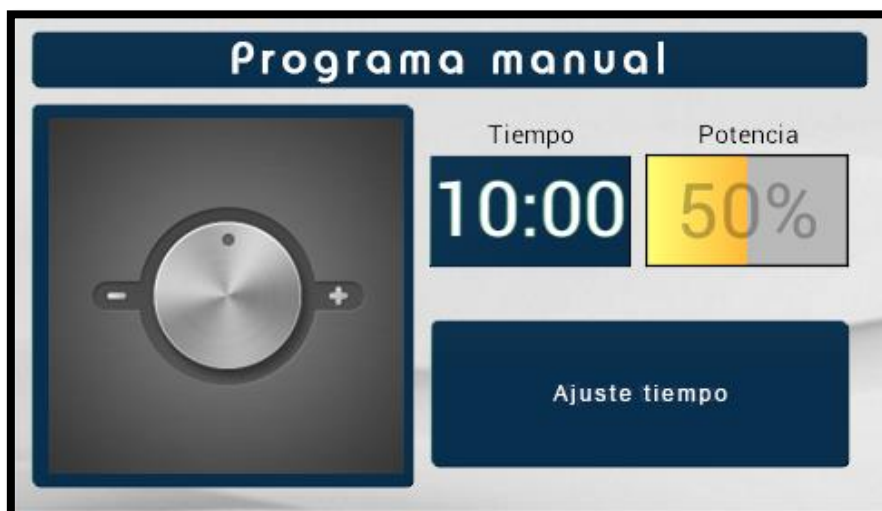 Programa manual
Tiempo
Potencia
10:00
50%
- +
Ajuste tiempo